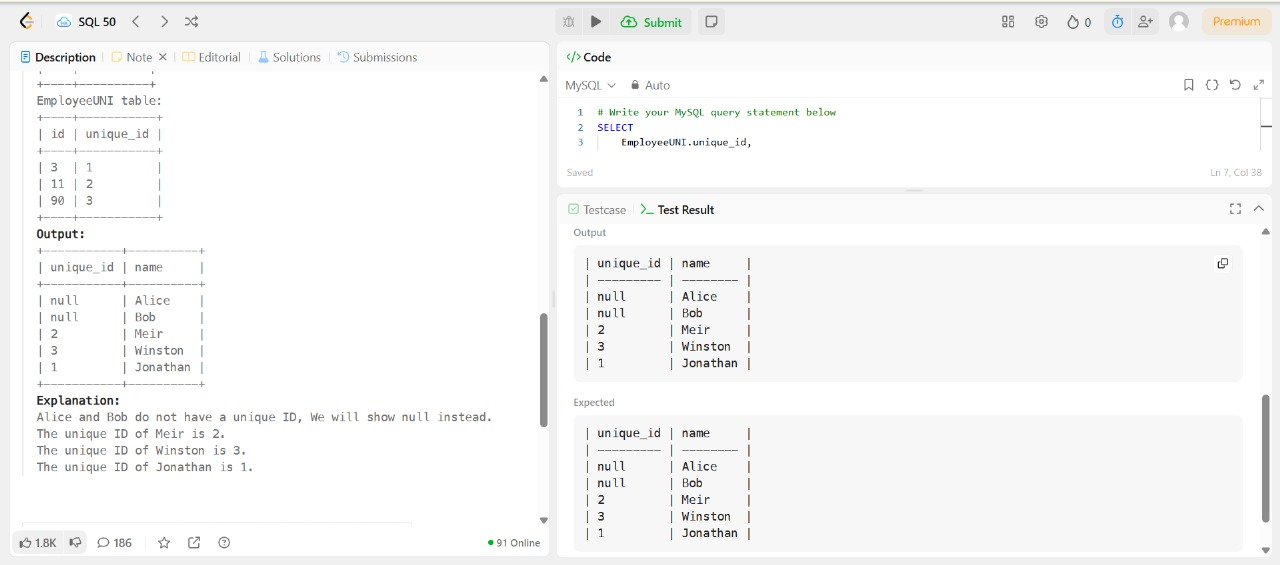 SQL 50
Submit
0
Premium
Description
Note
Editorial
Solutions
Submissions
+----+----------+
EmployeeUNI table:
+----+-----------+
| id | unique_id |
+----+-----------+
| 3  | 1         |
| 11 | 2         |
| 90 | 3         |
+----+-----------+
Output:
+-----------+----------+
| unique_id | name     |
+-----------+----------+
| null      | Alice    |
| null      | Bob      |
| 2         | Meir     |
| 3         | Winston  |
| 1         | Jonathan |
+-----------+----------+
Explanation:
Alice and Bob do not have a unique ID, We will show null instead.
The unique ID of Meir is 2.
The unique ID of Winston is 3.
The unique ID of Jonathan is 1.
1.8K
186
91 Online
Code
MySQL
Auto
1 # Write your MySQL query statement below
2 SELECT
3     EmployeeUNI.unique_id,
Saved
Ln 7, Col 38
Testcase
Test Result
Output
| unique_id | name     |
| --------- | -------- |
| null      | Alice    |
| null      | Bob      |
| 2         | Meir     |
| 3         | Winston  |
| 1         | Jonathan |
Expected
| unique_id | name     |
| --------- | -------- |
| null      | Alice    |
| null      | Bob      |
| 2         | Meir     |
| 3         | Winston  |
| 1         | Jonathan |